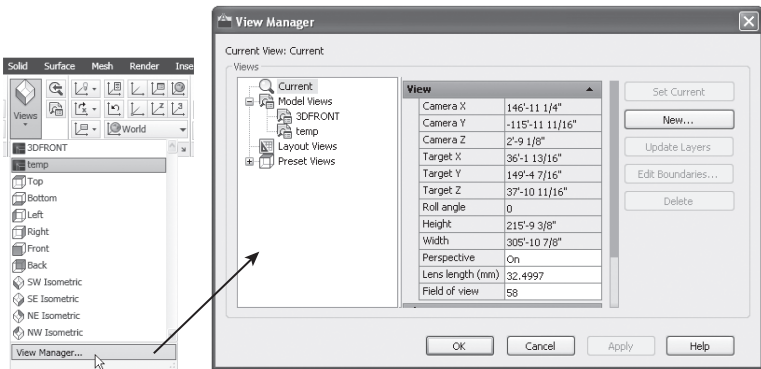 Solid Surface Mesh Render Inse
Views
World
3DFRONT
temp
Top
Bottom
Left
Right
Front
Back
SW Isometric
SE Isometric
NE Isometric
NW Isometric
View Manager...
View Manager
Current View: Current
Views
Current
Model Views
3DFRONT
temp
Layout Views
Preset Views
View
Camera X 146'-11 1/4"
Camera Y -115'-11 11/16"
Camera Z 2'-9 1/8"
Target X 36'-1 13/16"
Target Y 149'-4 7/16"
Target Z 37'-10 11/16"
Roll angle 0
Height 215'-9 3/8"
Width 305'-10 7/8"
Perspective On
Lens length (mm) 32.4997
Field of view 58
Set Current
New...
Update Layers
Edit Boundaries...
Delete
OK Cancel Apply Help